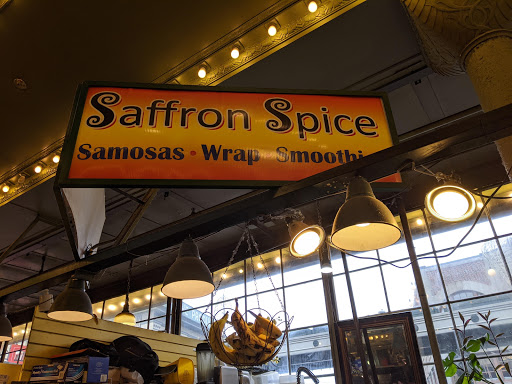 Saffron Spice
Samosas • Wrap Smoothi